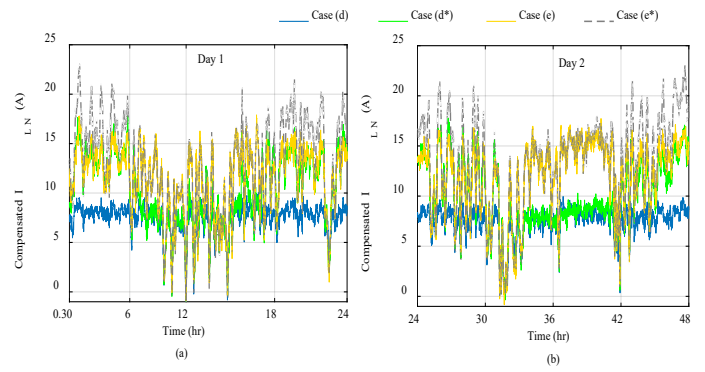 Case (d) Case (d*) Case (e) Case (e*)
25
20
15
10
5
0
Compensated I L N (A)
Day 1
0.30 6 12 18 24
Time (hr)
(a)
25
20
15
10
5
0
Compensated I L N (A)
Day 2
24 30 36 42 48
Time (hr)
(b)